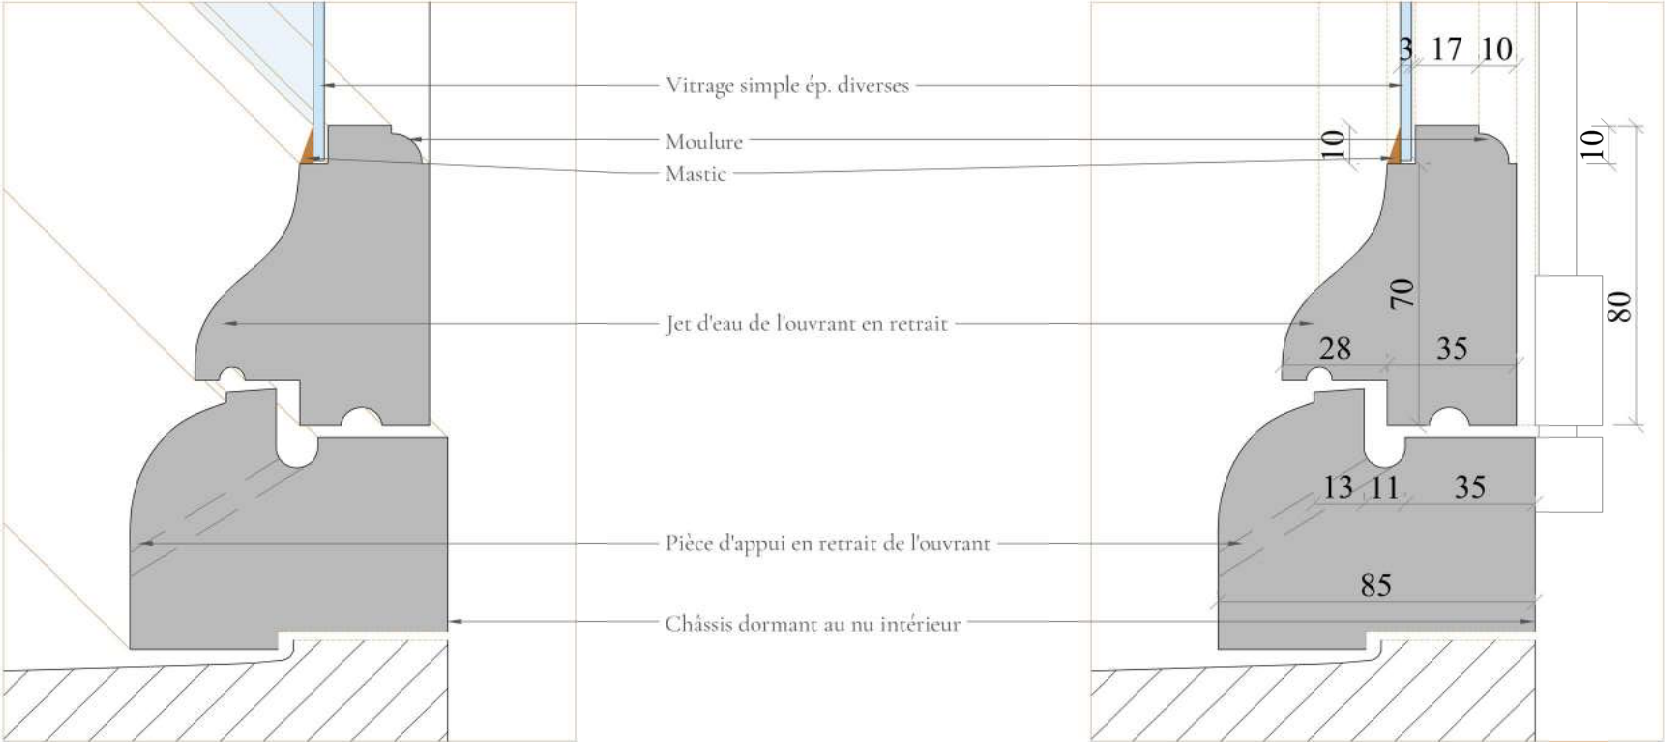 3 17 10
Vitrage simple ép. diverses
Moulure
10
10
Mastic
Jet d'eau de l'ouvrant en retrait
70
80
28 35
13 11 35
Pièce d'appui en retrait de l'ouvrant
85
Châssis dormant au nu intérieur